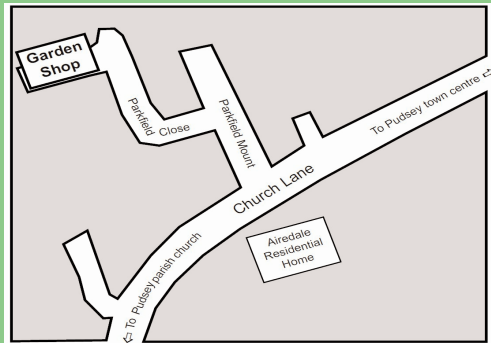 Garden
Shop
Parkfield Close
Parkfield Mount
To Pudsey town centre ⇨
Church Lane
Airedale
Residential
Home
⇦ To Pudsey parish church